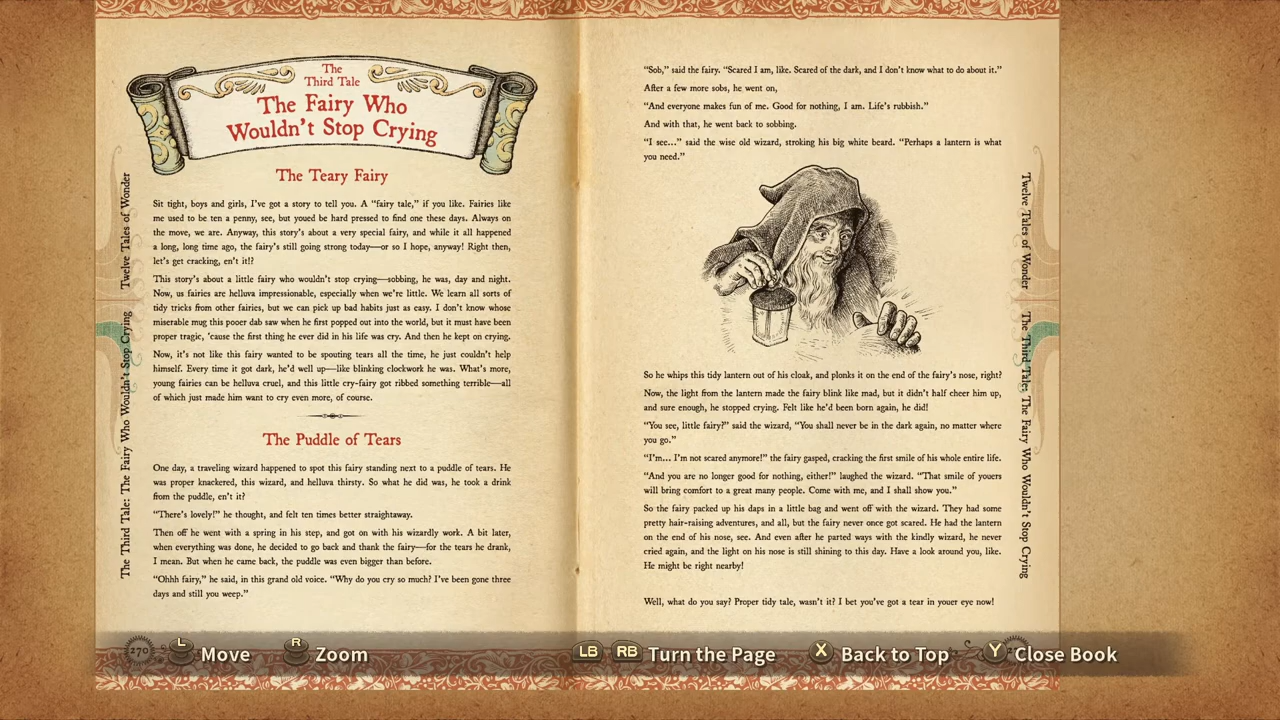 The
Third Tale
The Fairy Who
Wouldn't Stop Crying
The Teary Fairy
Sit tight, boys and girls, I've got a story to tell you. A “fairy tale,” if you like. Fairies like
me used to be ten a penny, see, but youed be hard pressed to find one these days. Always on
the move, we are. Anyway, this story's about a very special fairy, and while it all happened
a long, long time ago, the fairy's still going strong today—or so I hope, anyway! Right then,
let's get cracking, en't it!?
This story's about a little fairy who wouldn't stop crying—sobbing, he was, day and night.
Now, us fairies are helluva impressionable, especially when we're little. We learn all sorts of
tidy tricks from other fairies, but we can pick up bad habits just as easy. I don't know whose
miserable mug this pooer dab saw when he first popped out into the world, but it must have been
proper tragic, 'cause the first thing he ever did in his life was cry. And then he kept on crying.
Now, it's not like this fairy wanted to be spouting tears all the time, he just couldn't help
himself. Every time it got dark, he'd well up—like blinking clockwork he was. What's more,
young fairies can be helluva cruel, and this little cry-fairy got ribbed something terrible—all
of which just made him want to cry even more, of course.
The Puddle of Tears
One day, a traveling wizard happened to spot this fairy standing next to a puddle of tears. He
was proper knackered, this wizard, and helluva thirsty. So what he did was, he took a drink
from the puddle, en't it?
“There's lovely!” he thought, and felt ten times better straightaway.
Then off he went with a spring in his step, and got on with his wizardly work. A bit later,
when everything was done, he decided to go back and thank the fairy—for the tears he drank,
I mean. But when he came back, the puddle was even bigger than before.
“Ohhh fairy,” he said, in this grand old voice. “Why do you cry so much? I've been gone three
days and still you weep.”
Twelve Tales of Wonder
The Third Tale: The Fairy Who Wouldn't Stop Crying
270
“Sob,” said the fairy. “Scared I am, like. Scared of the dark, and I don't know what to do about it.”
After a few more sobs, he went on,
“And everyone makes fun of me. Good for nothing, I am. Life's rubbish.”
And with that, he went back to sobbing.
“I see...” said the wise old wizard, stroking his big white beard. “Perhaps a lantern is what
you need.”
So he whips this tidy lantern out of his cloak, and plonks it on the end of the fairy's nose, right?
Now, the light from the lantern made the fairy blink like mad, but it didn't half cheer him up,
and sure enough, he stopped crying. Felt like he'd been born again, he did!
“You see, little fairy?” said the wizard, “You shall never be in the dark again, no matter where
you go.”
“I'm... I'm not scared anymore!” the fairy gasped, cracking the first smile of his whole entire life.
“And you are no longer good for nothing, either!” laughed the wizard. “That smile of youers
will bring comfort to a great many people. Come with me, and I shall show you.”
So the fairy packed up his daps in a little bag and went off with the wizard. They had some
pretty hair-raising adventures, and all, but the fairy never once got scared. He had the lantern
on the end of his nose, see. And even after he parted ways with the kindly wizard, he never
cried again, and the light on his nose is still shining to this day. Have a look around you, like.
He might be right nearby!
Well, what do you say? Proper tidy tale, wasn't it? I bet you've got a tear in youer eye now!
Twelve Tales of Wonder
The Third Tale: The Fairy Who Wouldn't Stop Crying
L Move R Zoom LB RB Turn the Page X Back to Top Y Close Book